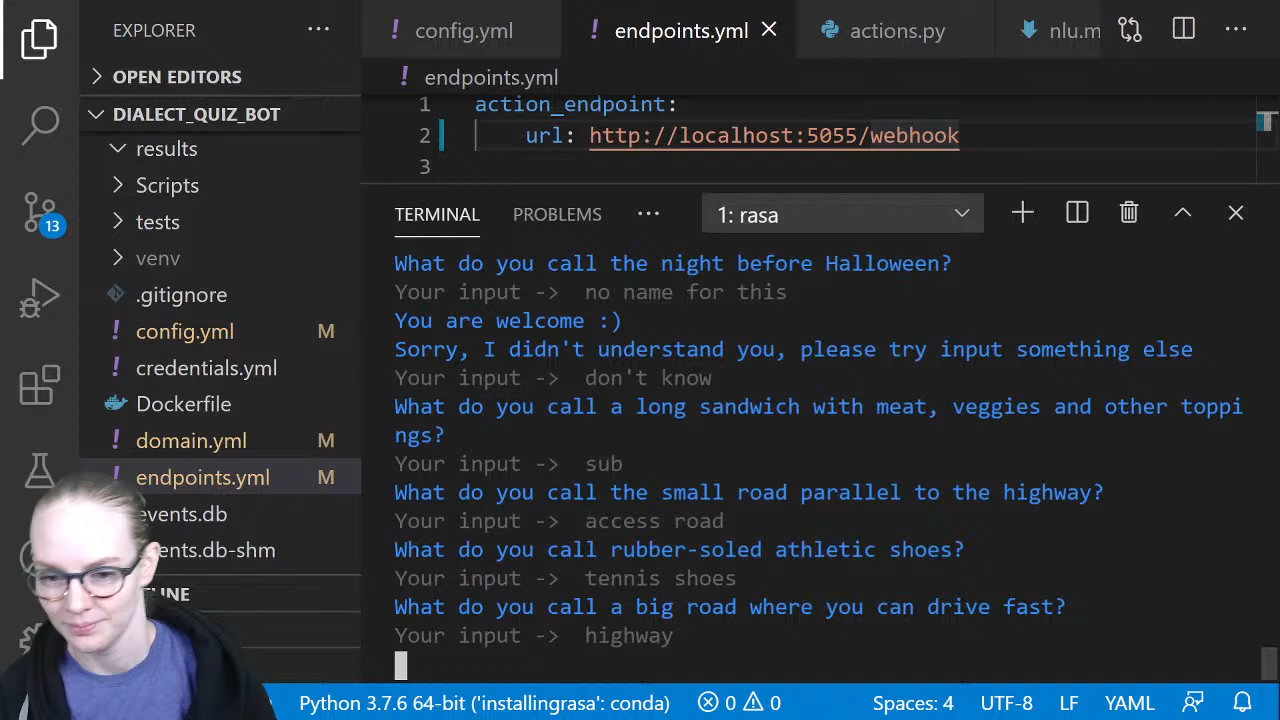 EXPLORER
OPEN EDITORS
DIALECT_QUIZ_BOT
results
Scripts
tests
venv
.gitignore
! config.yml M
credentials.yml
Dockerfile
! domain.yml M
! endpoints.yml M
events.db
ents.db-shm
TLINE
13
! config.yml
! endpoints.yml
actions.py
nlu.m
! endpoints.yml
1 action_endpoint:
2 url: http://localhost:5055/webhook
3
TERMINAL PROBLEMS
1: rasa
What do you call the night before Halloween?
Your input -> no name for this
You are welcome :)
Sorry, I didn't understand you, please try input something else
Your input -> don't know
What do you call a long sandwich with meat, veggies and other toppi
ngs?
Your input -> sub
What do you call the small road parallel to the highway?
Your input -> access road
What do you call rubber-soled athletic shoes?
Your input -> tennis shoes
What do you call a big road where you can drive fast?
Your input -> highway
Python 3.7.6 64-bit ('installingrasa': conda) 0 0 Spaces: 4 UTF-8 LF YAML